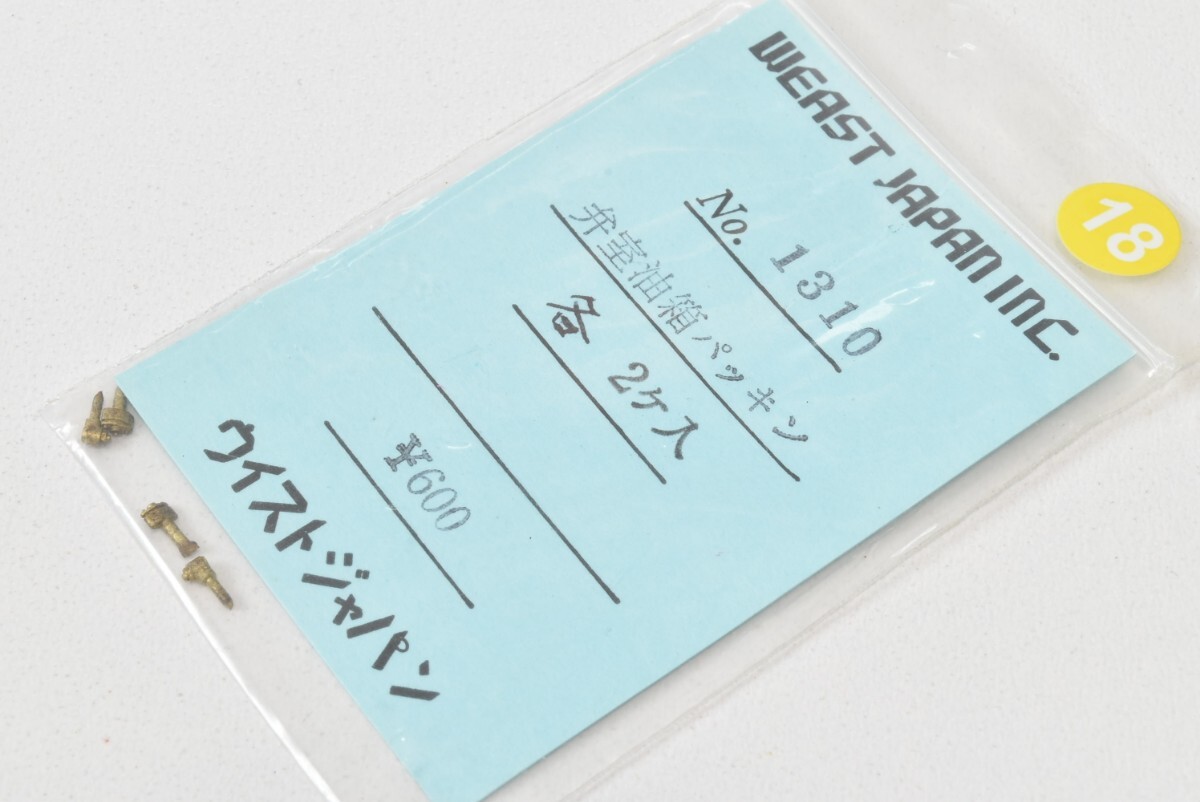 WEAST JAPAN INC.
No. 1310
弁室油箱パッキン
各 2ケ入
¥600
ウイストジャパン
18